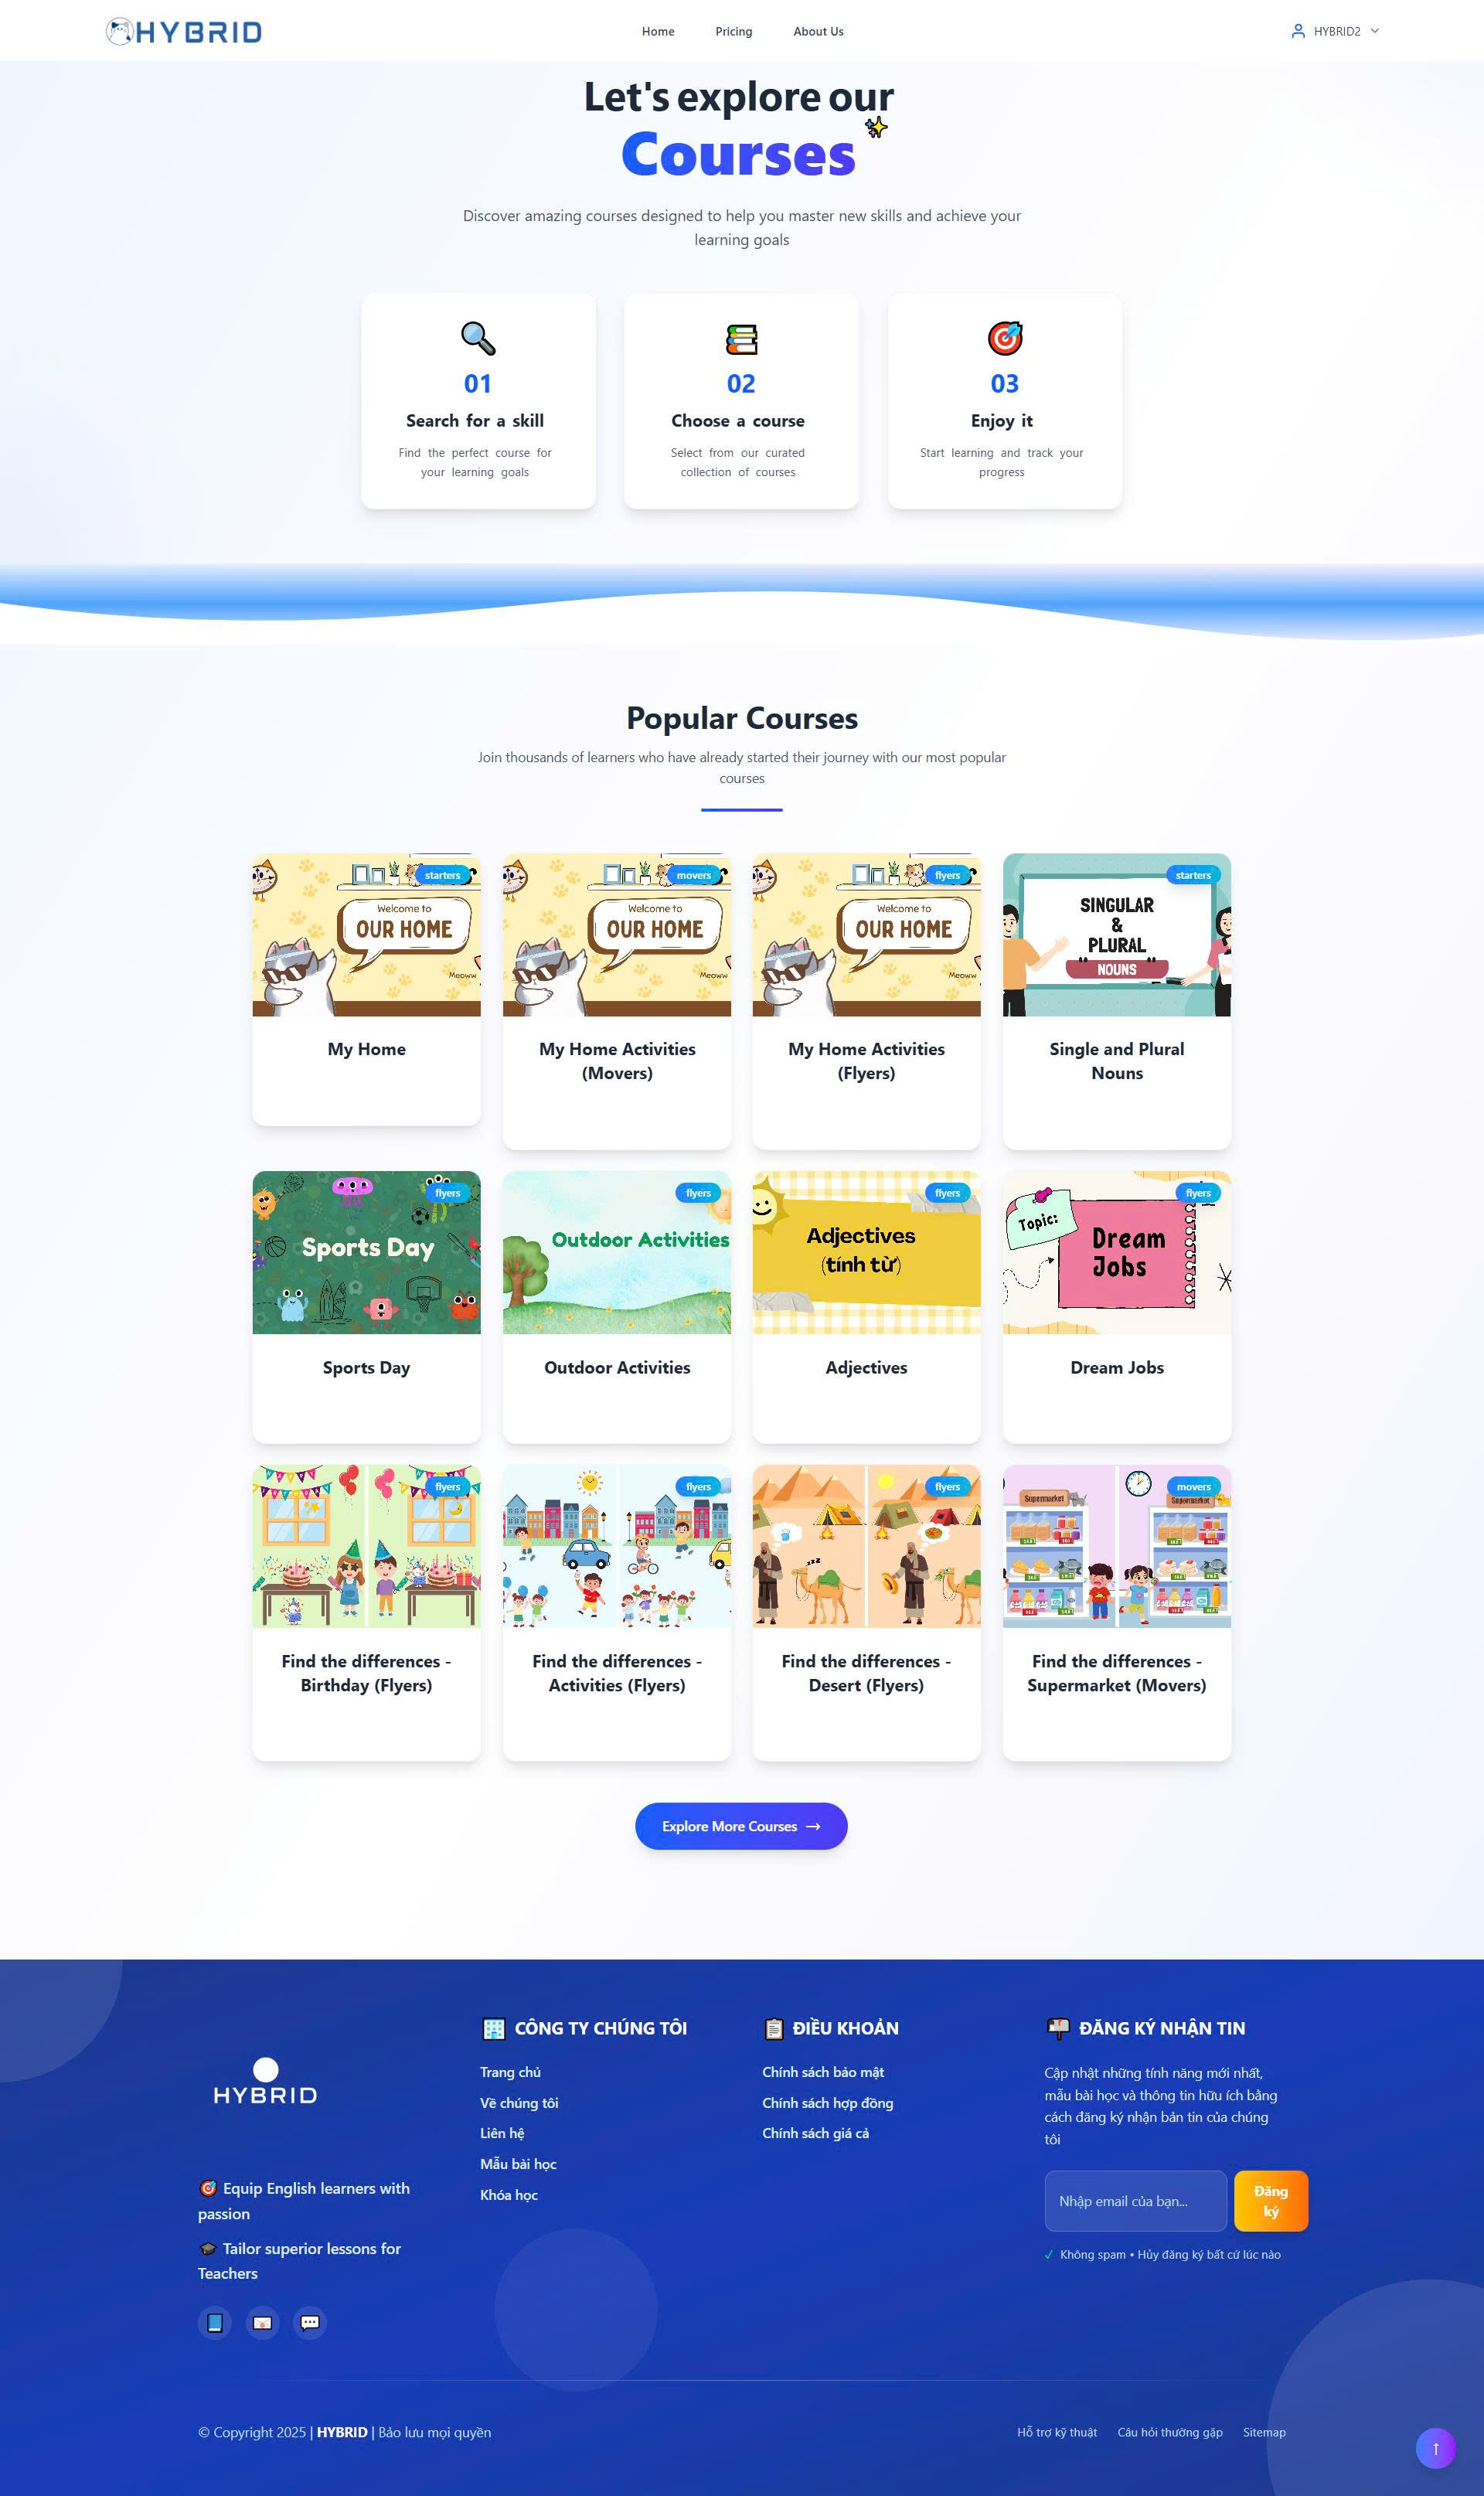 HYBRID
Home
Pricing
About Us
HYBRID2
Let's explore our
Courses
Discover amazing courses designed to help you master new skills and achieve your
learning goals
01
Search for a skill
Find the perfect course for
your learning goals
02
Choose a course
Select from our curated
collection of courses
03
Enjoy it
Start learning and track your
progress
Popular Courses
Join thousands of learners who have already started their journey with our most popular
courses
starters
Welcome to
OUR HOME
Meoww
My Home
movers
Welcome to
OUR HOME
Meoww
My Home Activities
(Movers)
flyers
Welcome to
OUR HOME
Meoww
My Home Activities
(Flyers)
starters
SINGULAR
&
PLURAL
NOUNS
Single and Plural
Nouns
flyers
Sports Day
Sports Day
flyers
Outdoor Activities
Outdoor Activities
flyers
Adjectives
(tính từ)
Adjectives
flyers
Topic:
Dream
Jobs
Dream Jobs
flyers
Find the differences -
Birthday (Flyers)
flyers
Find the differences -
Activities (Flyers)
flyers
zzz
Find the differences -
Desert (Flyers)
movers
Supermarket
Supermarket
Find the differences -
Supermarket (Movers)
Explore More Courses →
HYBRID
Equip English learners with
passion
Tailor superior lessons for
Teachers
CÔNG TY CHÚNG TÔI
Trang chủ
Về chúng tôi
Liên hệ
Mẫu bài học
Khóa học
ĐIỀU KHOẢN
Chính sách bảo mật
Chính sách hợp đồng
Chính sách giá cả
ĐĂNG KÝ NHẬN TIN
Cập nhật những tính năng mới nhất,
mẫu bài học và thông tin hữu ích bằng
cách đăng ký nhận bản tin của chúng
tôi
Nhập email của bạn...
Đăng
ký
✓ Không spam • Hủy đăng ký bất cứ lúc nào
© Copyright 2025 | HYBRID | Bảo lưu mọi quyền
Hỗ trợ kỹ thuật
Câu hỏi thường gặp
Sitemap
↑